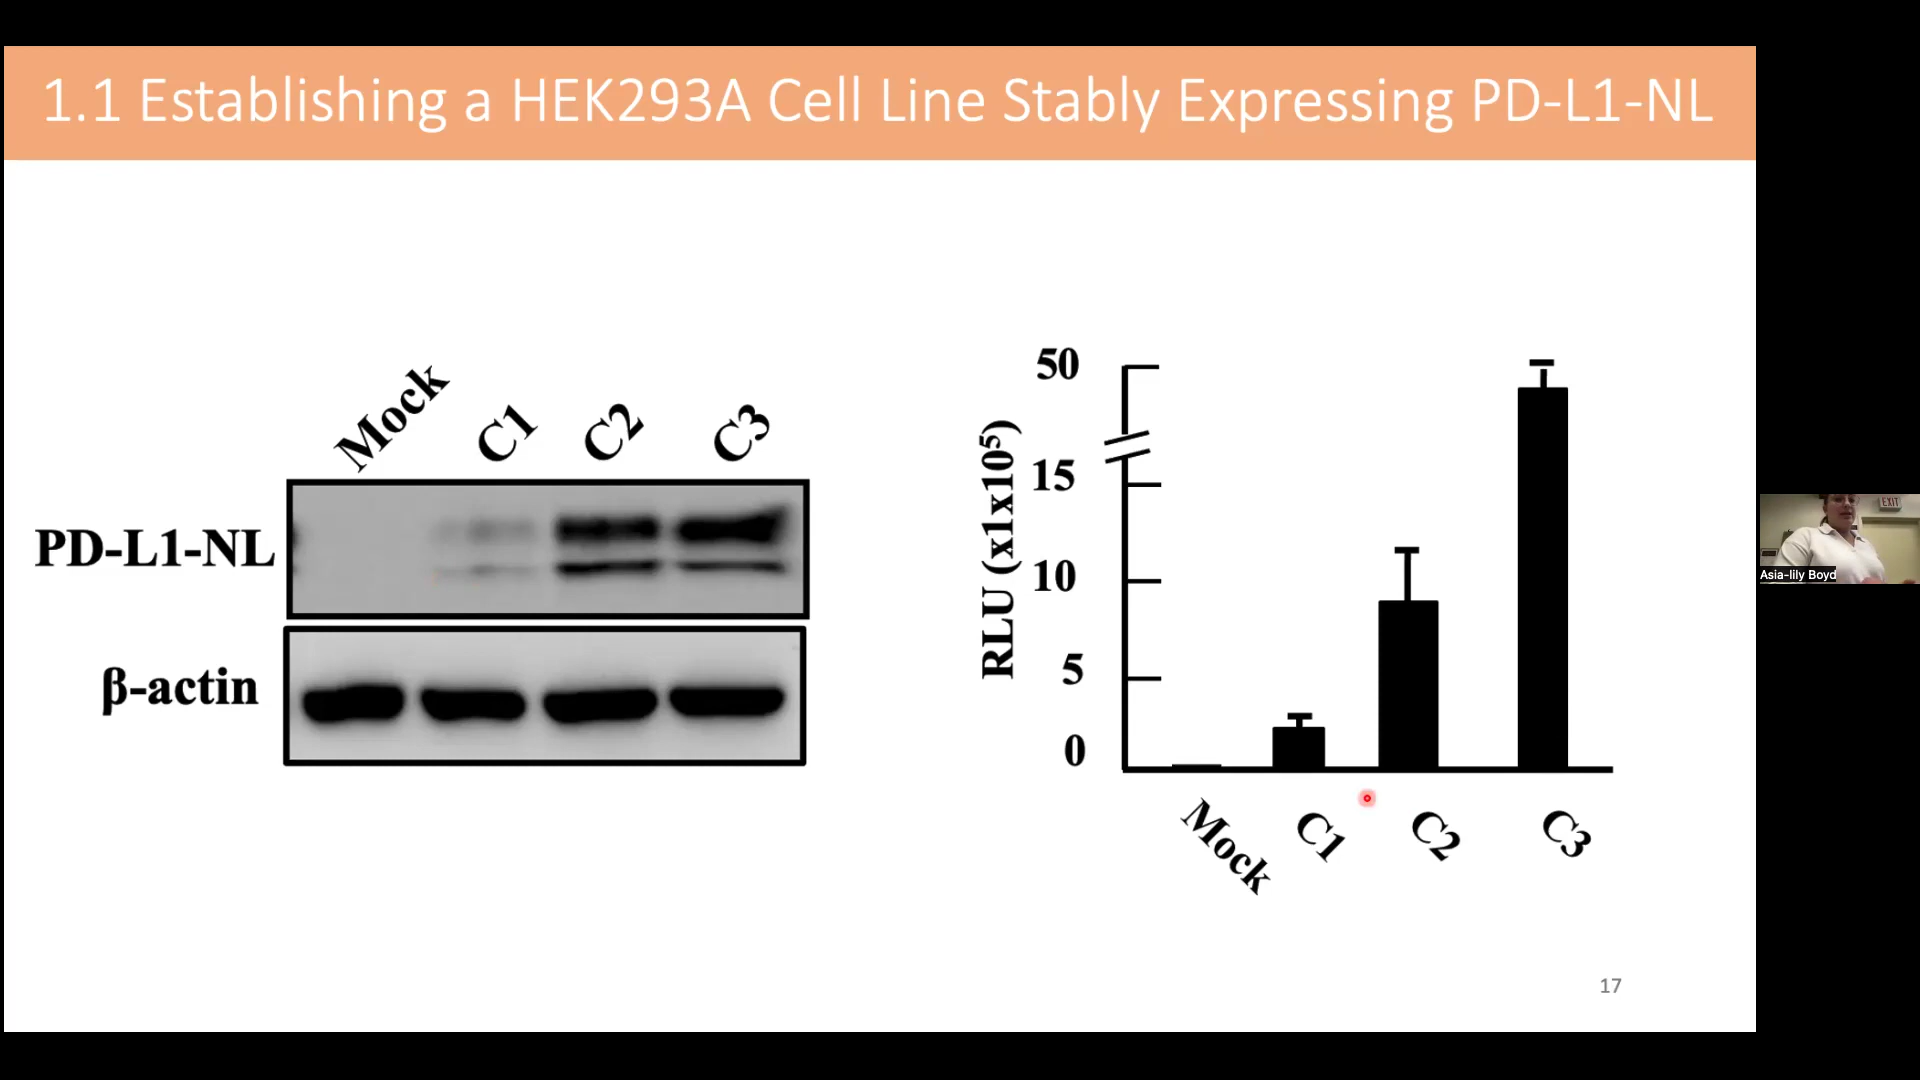 1.1 Establishing a HEK293A Cell Line Stably Expressing PD-L1-NL
Mock C1 C2 C3
PD-L1-NL
β-actin
RLU (x1x10⁵)
50
15
10
5
0
Mock C1 C2 C3
17
EXIT
Asia-lily Boyd